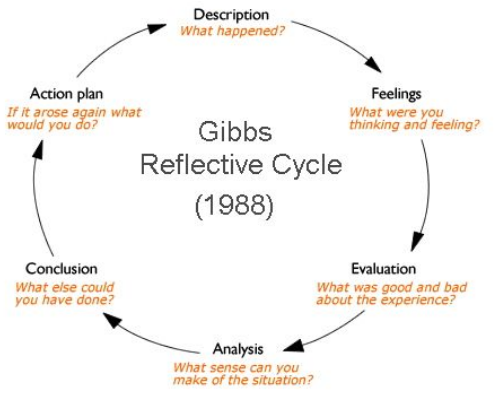 Description
What happened?
Feelings
What were you
thinking and feeling?
Evaluation
What was good and bad
about the experience?
Analysis
What sense can you
make of the situation?
Conclusion
What else could
you have done?
Action plan
If it arose again what
would you do?
Gibbs
Reflective Cycle
(1988)